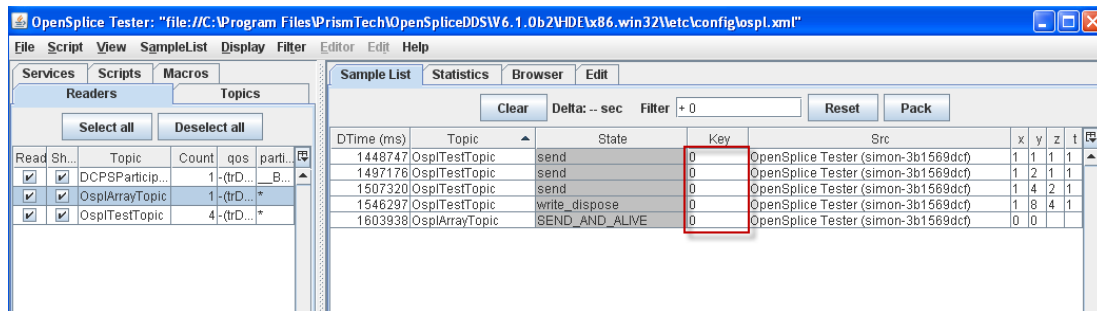 OpenSplice Tester: "file://C:\Program Files\PrismTech\OpenSpliceDDS\V6.1.0b2\HDE\x86.win32\\etc\config\ospl.xml"
File Script View SampleList Display Filter Editor Edit Help
Services Scripts Macros
Readers Topics
Select all Deselect all
Read Sh... Topic Count qos parti...
DCPSParticip... 1 -(trD... __B...
OsplArrayTopic 1 -(trD... *
OsplTestTopic 4 -(trD... *
Sample List Statistics Browser Edit
Clear Delta: -- sec Filter + 0 Reset Pack
DTime (ms) Topic State Key Src x y z t
1448747 OsplTestTopic send 0 OpenSplice Tester (simon-3b1569dcf) 1 1 1 1
1497176 OsplTestTopic send 0 OpenSplice Tester (simon-3b1569dcf) 1 2 1 1
1507320 OsplTestTopic send 0 OpenSplice Tester (simon-3b1569dcf) 1 4 2 1
1546297 OsplTestTopic write_dispose 0 OpenSplice Tester (simon-3b1569dcf) 1 8 4 1
1603938 OsplArrayTopic SEND_AND_ALIVE 0 OpenSplice Tester (simon-3b1569dcf) 0 0